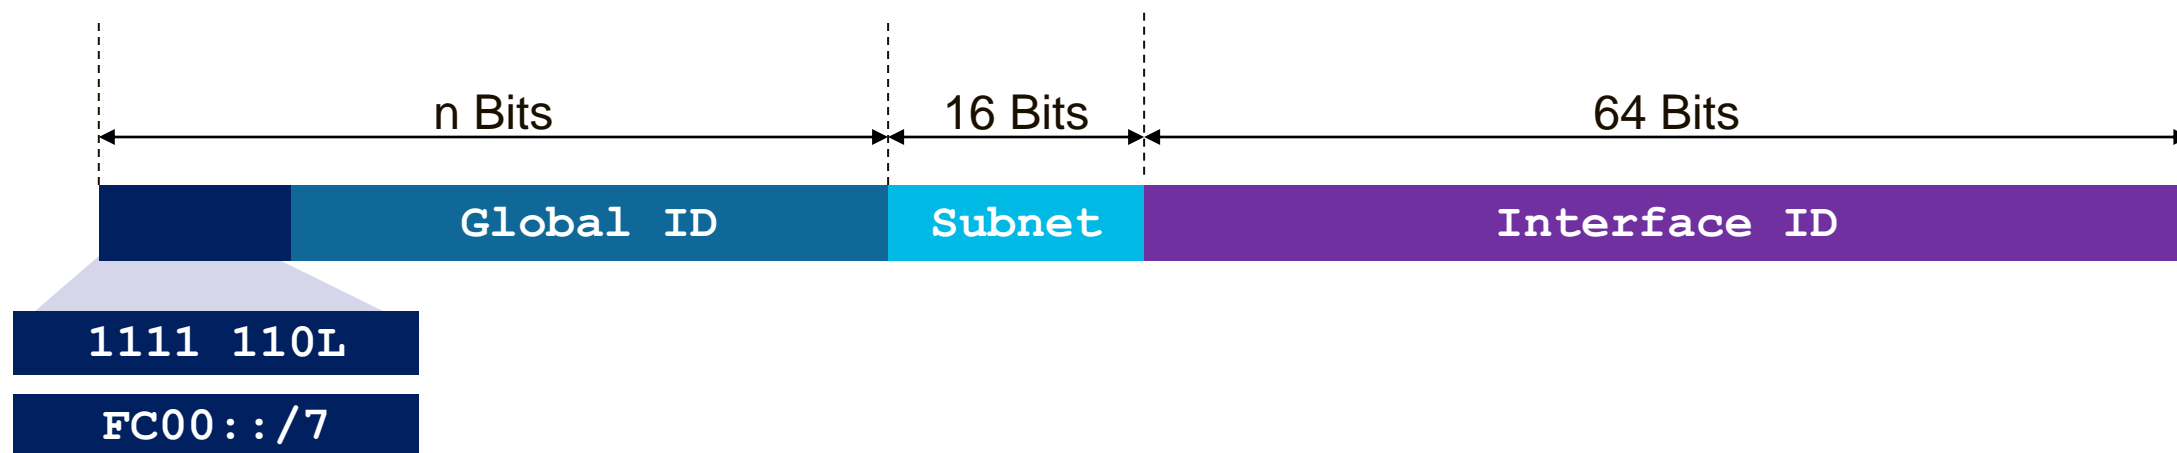 n Bits 16 Bits 64 Bits
Global ID Subnet Interface ID
1111 110L
FC00::/7